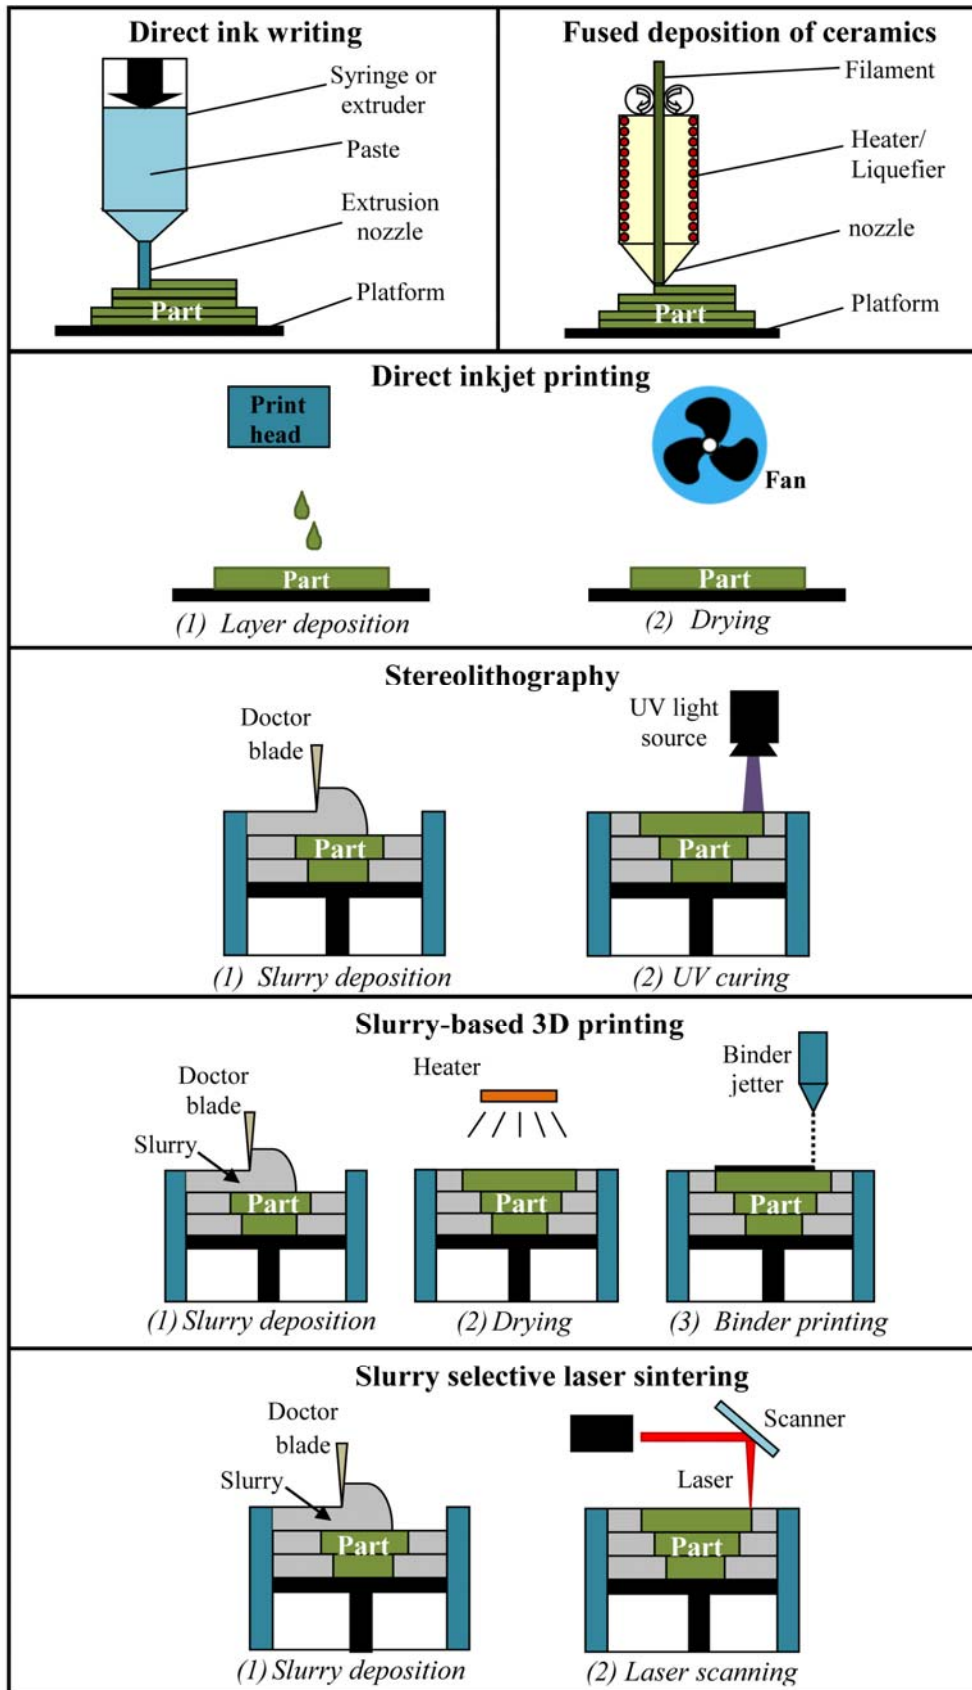 Direct ink writing
Syringe or
extruder
Paste
Extrusion
nozzle
Platform
Part
Fused deposition of ceramics
Filament
Heater/
Liquefier
nozzle
Platform
Part
Direct inkjet printing
Print
head
Part
(1) Layer deposition
Fan
Part
(2) Drying
Stereolithography
Doctor
blade
Part
(1) Slurry deposition
UV light
source
Part
(2) UV curing
Slurry-based 3D printing
Doctor
blade
Slurry
Part
(1) Slurry deposition
Heater
Part
(2) Drying
Binder
jetter
Part
(3) Binder printing
Slurry selective laser sintering
Doctor
blade
Slurry
Part
(1) Slurry deposition
Scanner
Laser
Part
(2) Laser scanning